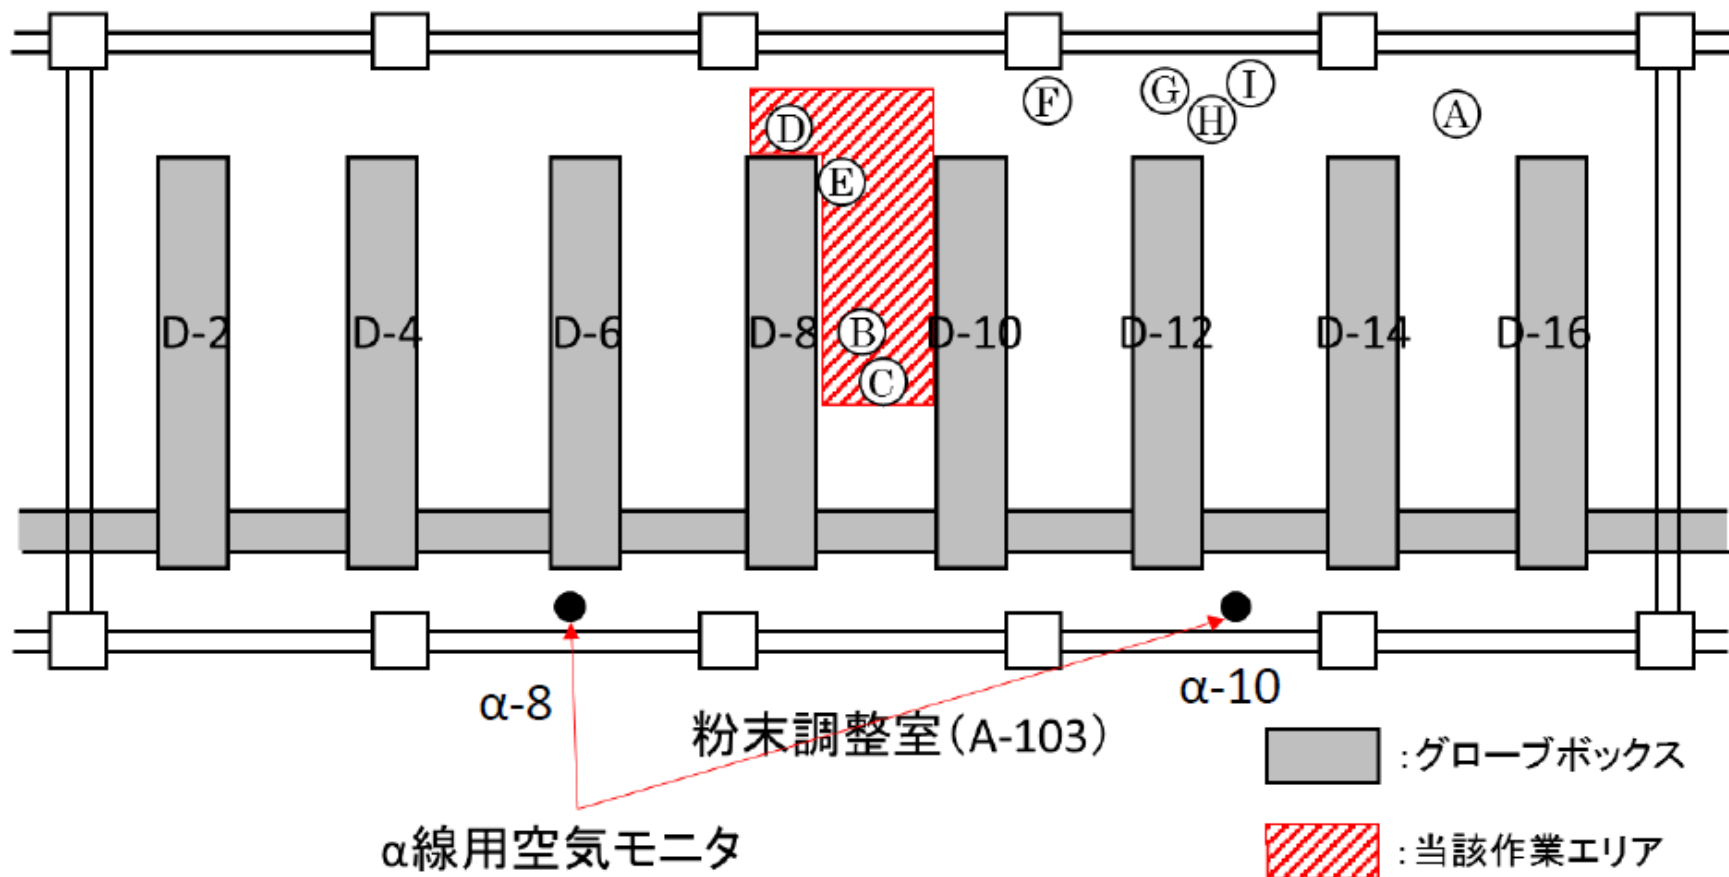 F
G
H
I
A
D
E
B
C
D-2
D-4
D-6
D-8
D-10
D-12
D-14
D-16
α-8
α-10
粉末調整室(A-103)
α線用空気モニタ
:グローブボックス
:当該作業エリア